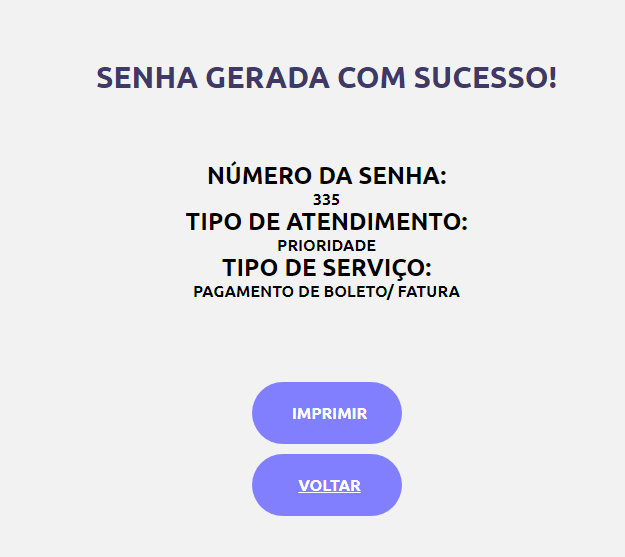 SENHA GERADA COM SUCESSO!
NÚMERO DA SENHA:
335
TIPO DE ATENDIMENTO:
PRIORIDADE
TIPO DE SERVIÇO:
PAGAMENTO DE BOLETO/ FATURA
IMPRIMIR
VOLTAR